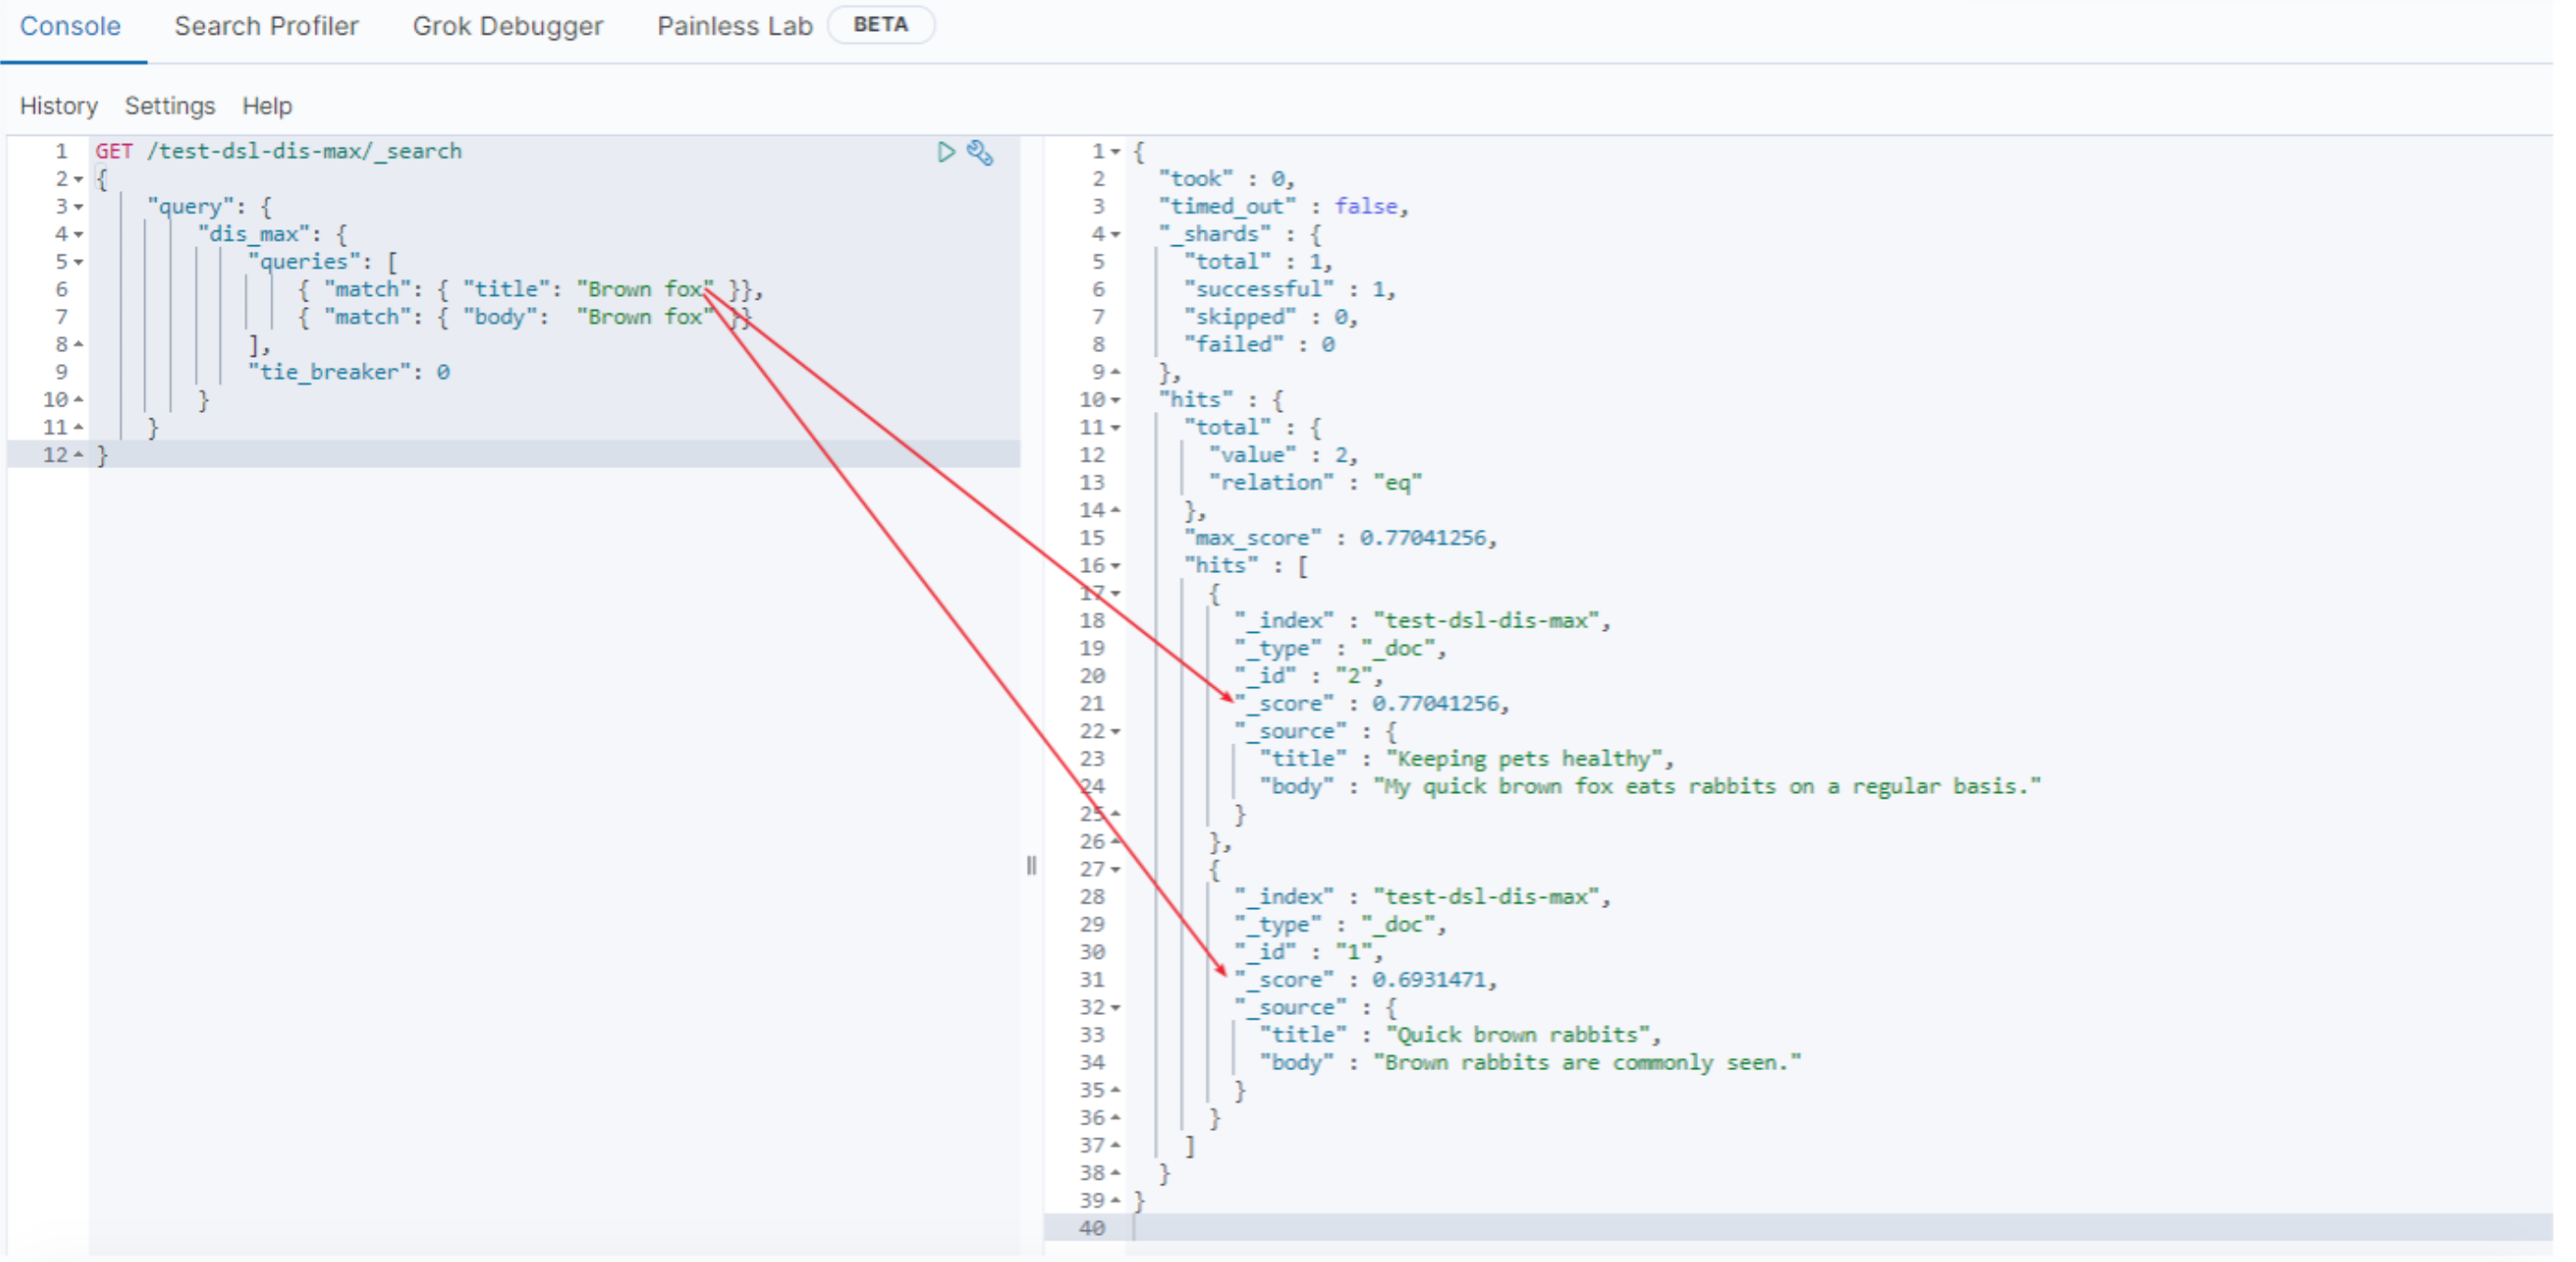 Console Search Profiler Grok Debugger Painless Lab BETA
History Settings Help
1 GET /test-dsl-dis-max/_search
2 {
3 "query": {
4 "dis_max": {
5 "queries": [
6 { "match": { "title": "Brown fox" }},
7 { "match": { "body":  "Brown fox" }}
8 ],
9 "tie_breaker": 0
10 }
11 }
12 }
1 {
2 "took" : 0,
3 "timed_out" : false,
4 "_shards" : {
5 "total" : 1,
6 "successful" : 1,
7 "skipped" : 0,
8 "failed" : 0
9 },
10 "hits" : {
11 "total" : {
12 "value" : 2,
13 "relation" : "eq"
14 },
15 "max_score" : 0.77041256,
16 "hits" : [
17 {
18 "_index" : "test-dsl-dis-max",
19 "_type" : "_doc",
20 "_id" : "2",
21 "_score" : 0.77041256,
22 "_source" : {
23 "title" : "Keeping pets healthy",
24 "body" : "My quick brown fox eats rabbits on a regular basis."
25 }
26 },
27 {
28 "_index" : "test-dsl-dis-max",
29 "_type" : "_doc",
30 "_id" : "1",
31 "_score" : 0.6931471,
32 "_source" : {
33 "title" : "Quick brown rabbits",
34 "body" : "Brown rabbits are commonly seen."
35 }
36 }
37 ]
38 }
39 }
40